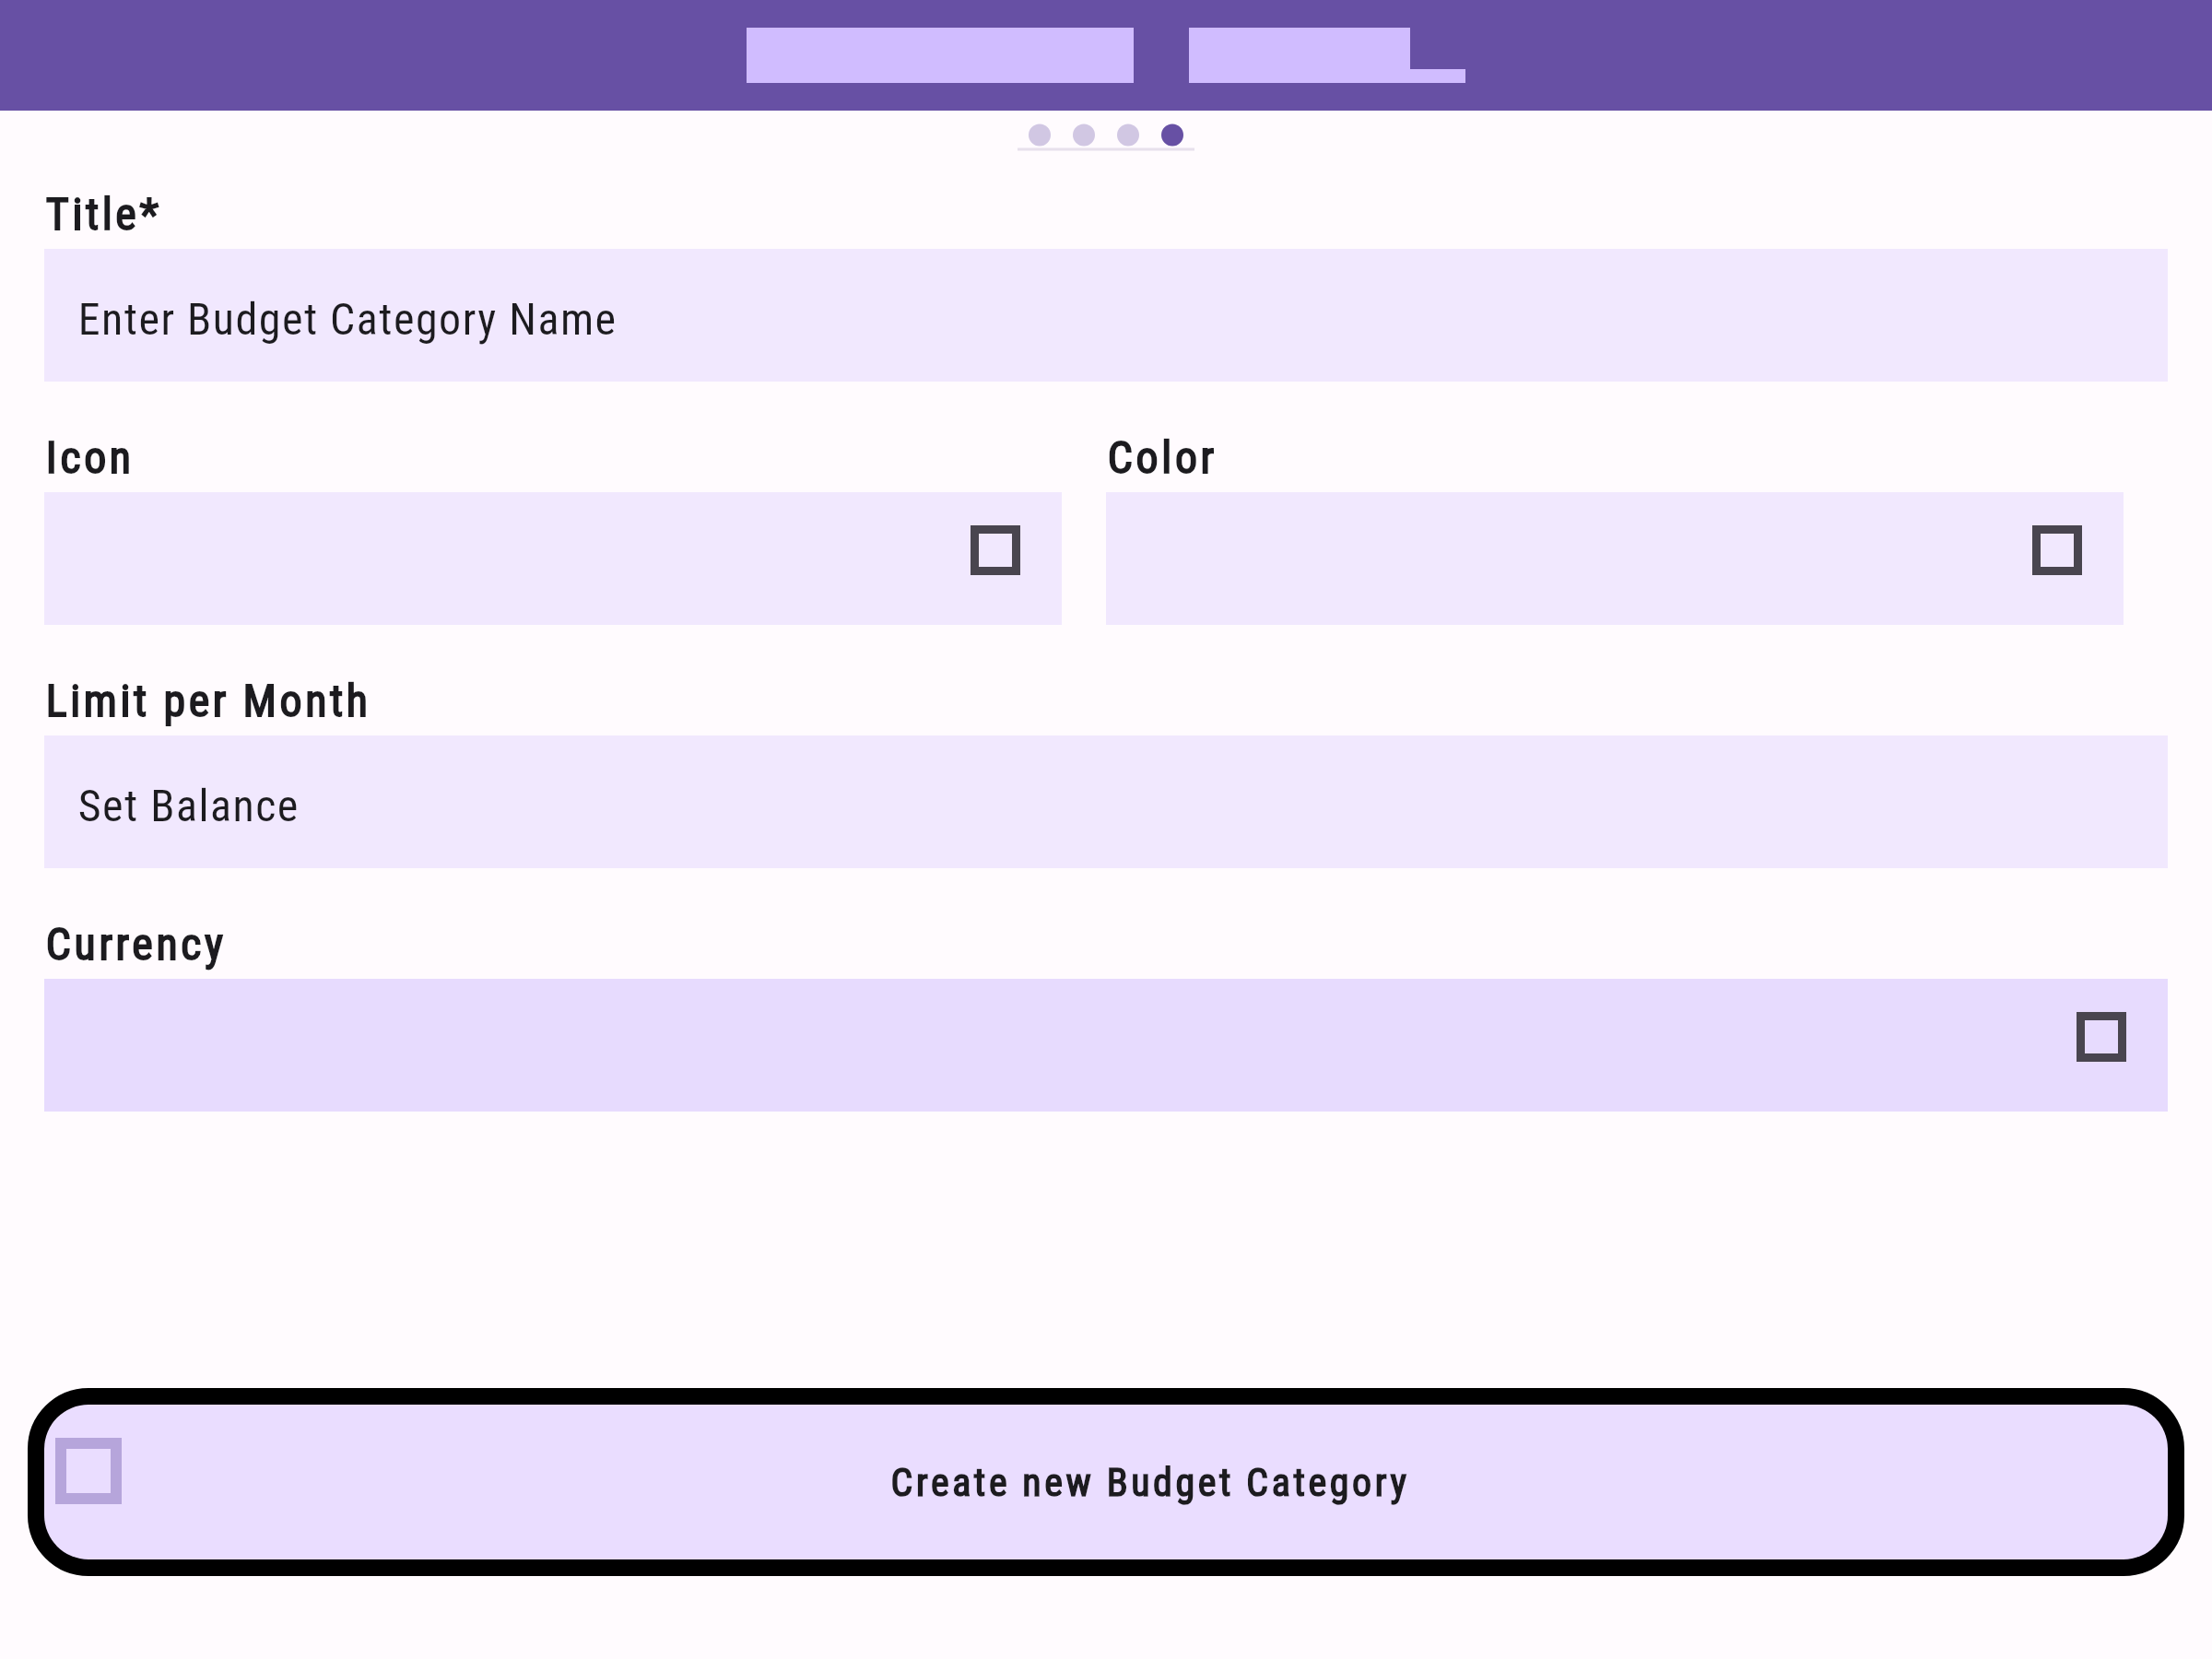 Title*
Enter Budget Category Name
Icon
Color
Limit per Month
Set Balance
Currency
Create new Budget Category